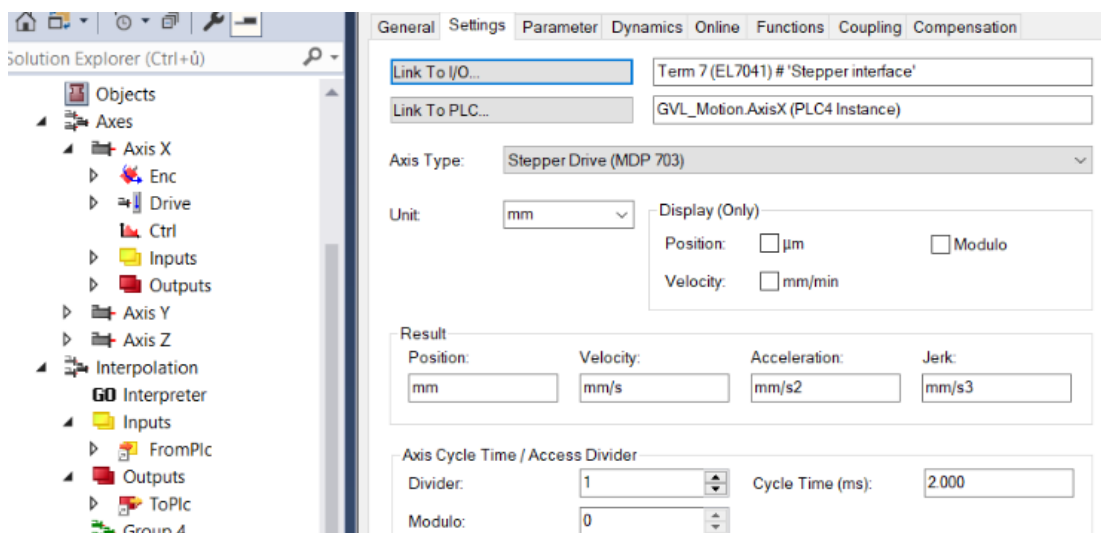 General Settings Parameter Dynamics Online Functions Coupling Compensation
Solution Explorer (Ctrl+ů)
Objects
Axes
Axis X
Enc
Drive
Ctrl
Inputs
Outputs
Axis Y
Axis Z
Interpolation
GO Interpreter
Inputs
FromPlc
Outputs
ToPlc
Group 4
Link To I/O... Term 7 (EL7041) # 'Stepper interface'
Link To PLC... GVL_Motion.AxisX (PLC4 Instance)
Axis Type: Stepper Drive (MDP 703)
Unit: mm
Display (Only)
Position: µm Modulo
Velocity: mm/min
Result
Position: Velocity: Acceleration: Jerk:
mm mm/s mm/s2 mm/s3
Axis Cycle Time / Access Divider
Divider: 1 Cycle Time (ms): 2.000
Modulo: 0